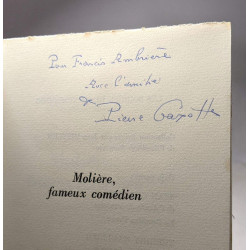 Pour Francis Ambrière
avec l'amitié
de
Pierre Gaxotte
Molière,
fameux comédien